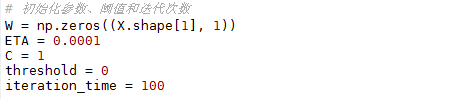 # 初始化参数、阈值和迭代次数
W = np.zeros((X.shape[1], 1))
ETA = 0.0001
C = 1
threshold = 0
iteration_time = 100